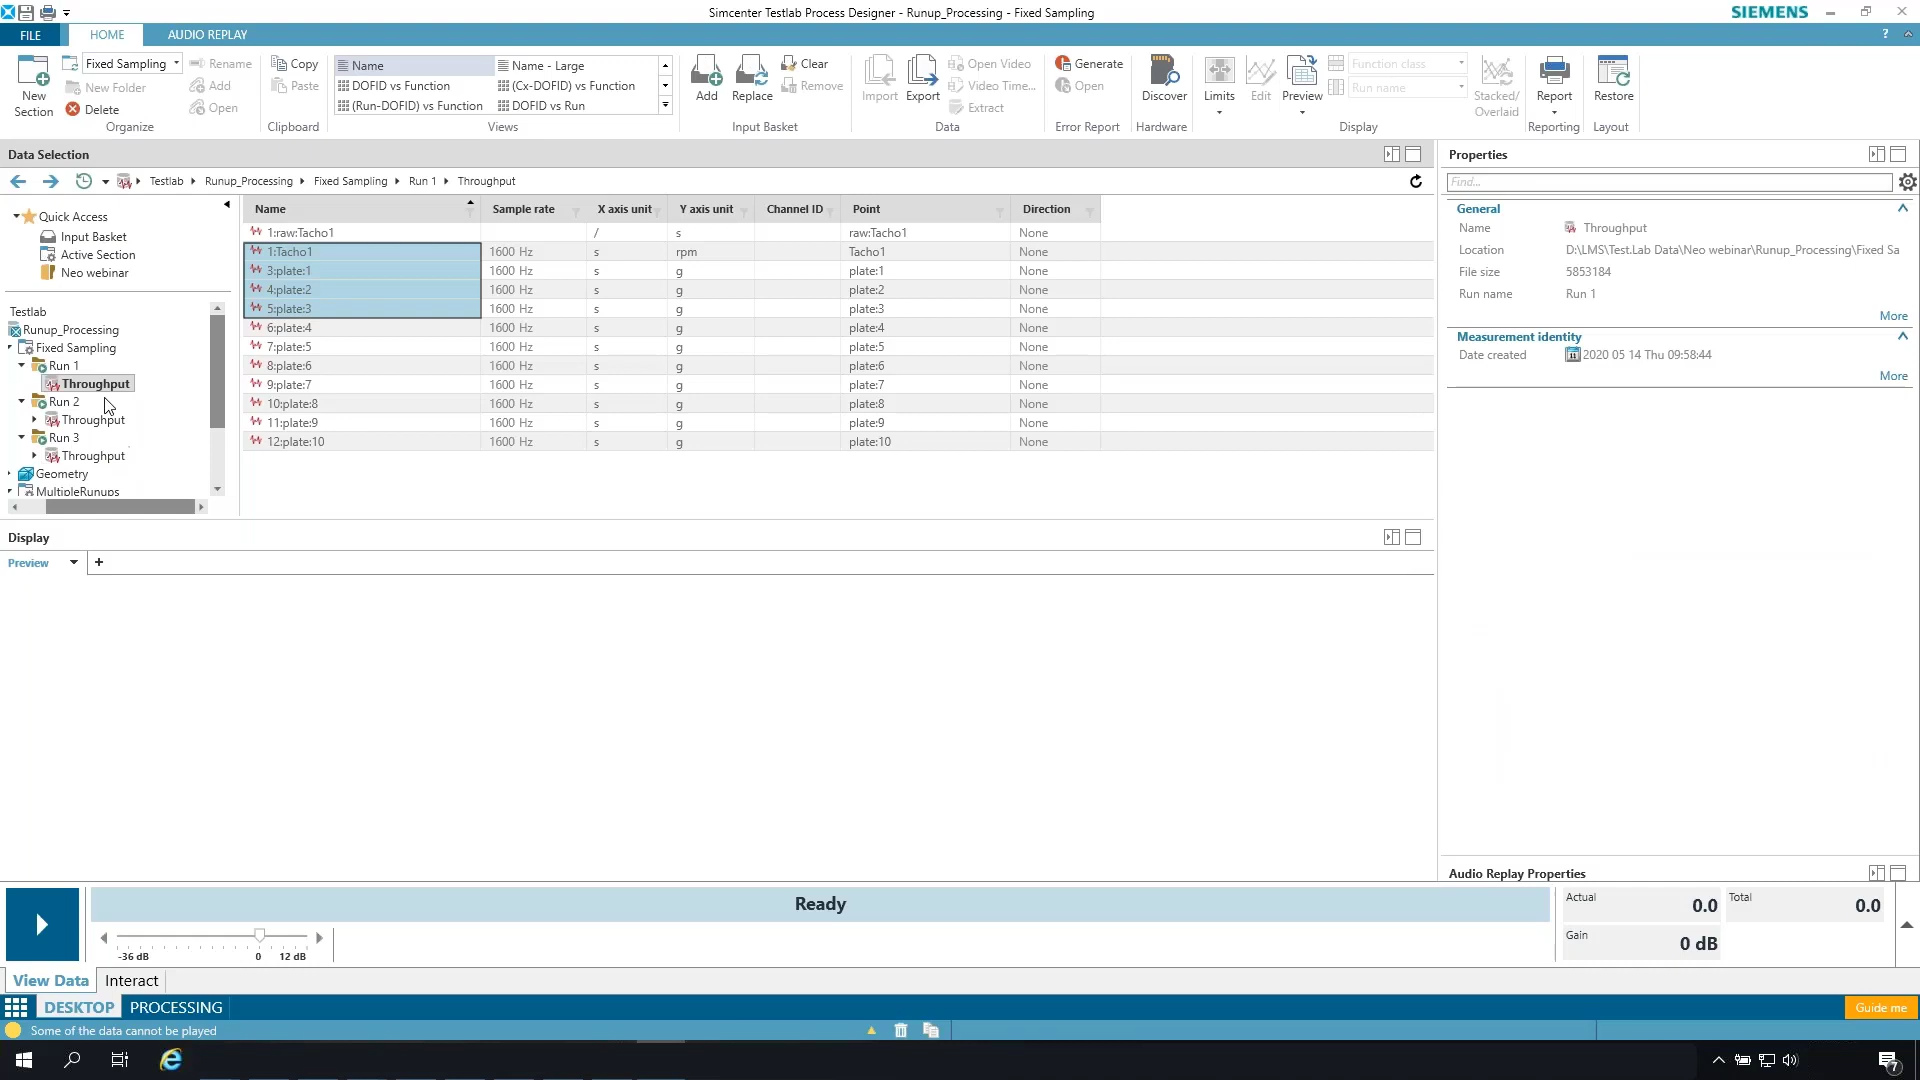 Simcenter Testlab Process Designer - Runup_Processing - Fixed Sampling
SIEMENS
FILE
HOME
AUDIO REPLAY
?
New
Section
Fixed Sampling
New Folder
Delete
Rename
Add
Open
Organize
Copy
Paste
Clipboard
Name
Name - Large
DOFID vs Function
(Cx-DOFID) vs Function
(Run-DOFID) vs Function
DOFID vs Run
Views
Add
Replace
Clear
Remove
Input Basket
Import
Export
Open Video
Video Time...
Extract
Data
Generate
Open
Error Report
Discover
Hardware
Limits
Edit
Preview
Function class
Run name
Stacked/
Overlaid
Display
Report
Reporting
Restore
Layout
Data Selection
Properties
Testlab
Runup_Processing
Fixed Sampling
Run 1
Throughput
Find...
Quick Access
Input Basket
Active Section
Neo webinar
Testlab
Runup_Processing
Fixed Sampling
Run 1
Throughput
Run 2
Throughput
Run 3
Throughput
Geometry
MultipleRunups
Name Sample rate X axis unit Y axis unit Channel ID Point Direction
1:raw:Tacho1 / s raw:Tacho1 None
1:Tacho1 1600 Hz s rpm Tacho1 None
3:plate:1 1600 Hz s g plate:1 None
4:plate:2 1600 Hz s g plate:2 None
5:plate:3 1600 Hz s g plate:3 None
6:plate:4 1600 Hz s g plate:4 None
7:plate:5 1600 Hz s g plate:5 None
8:plate:6 1600 Hz s g plate:6 None
9:plate:7 1600 Hz s g plate:7 None
10:plate:8 1600 Hz s g plate:8 None
11:plate:9 1600 Hz s g plate:9 None
12:plate:10 1600 Hz s g plate:10 None
General
Name Throughput
Location D:\LMS\Test.Lab Data\Neo webinar\Runup_Processing\Fixed Sa
File size 5853184
Run name Run 1
More
Measurement identity
Date created 11 2020 05 14 Thu 09:58:44
More
Display
Preview
+
Audio Replay Properties
Ready
-36 dB 0 12 dB
Actual 0.0
Total 0.0
Gain 0 dB
View Data
Interact
DESKTOP
PROCESSING
Guide me
Some of the data cannot be played
7